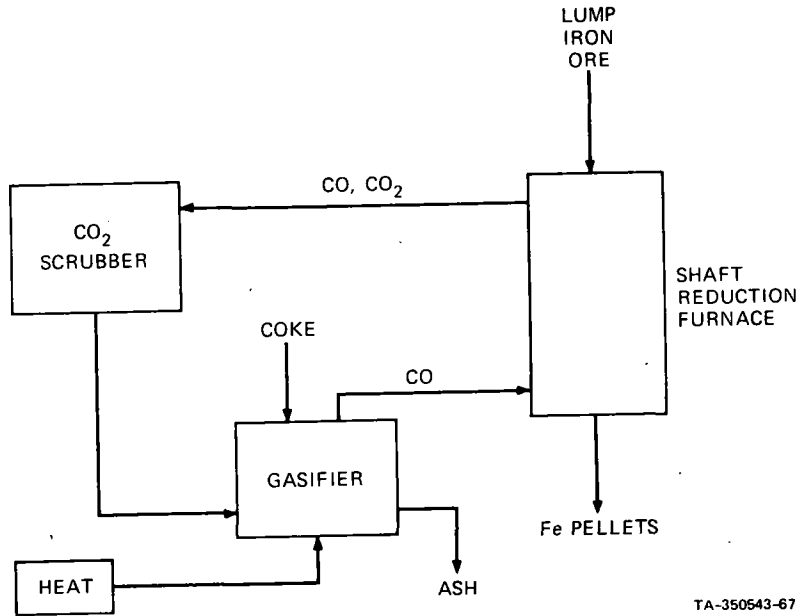 LUMP
IRON
ORE
CO, CO₂
CO₂
SCRUBBER
SHAFT
REDUCTION
FURNACE
COKE
CO
GASIFIER
Fe PELLETS
HEAT
ASH
TA-350543-67